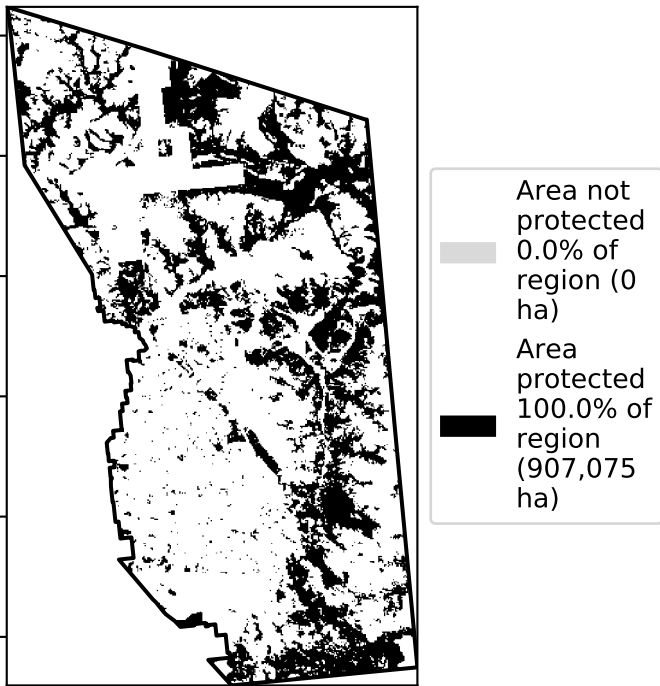 Area not
protected
0.0% of
region (0
ha)
Area
protected
100.0% of
region
(907,075
ha)